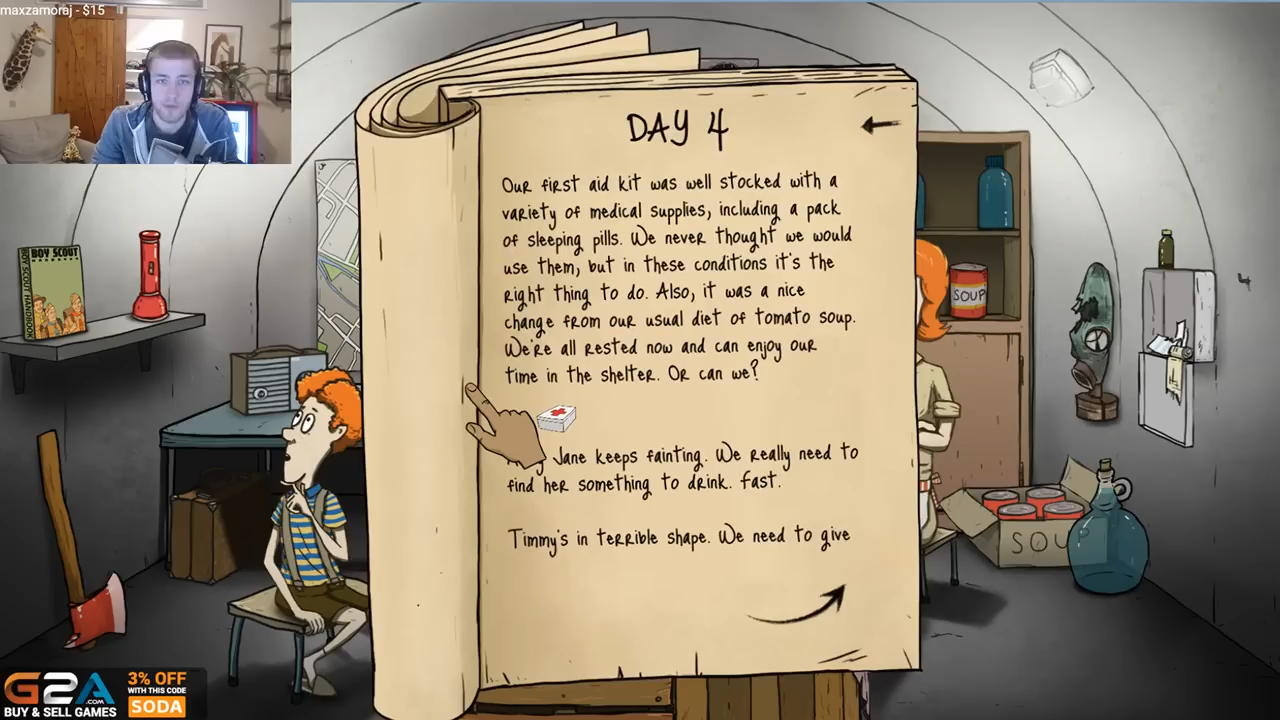 maxzamoraj - $15
DAY 4
Our first aid kit was well stocked with a
variety of medical supplies, including a pack
of sleeping pills. We never thought we would
use them, but in these conditions it's the
right thing to do. Also, it was a nice
change from our usual diet of tomato soup.
We're all rested now and can enjoy our
time in the shelter. Or can we?
Jane keeps fainting. We really need to
find her something to drink. Fast.
Timmy's in terrible shape. We need to give
BOY SCOUT
BOY SCOUT HANDBOOK
SOUP
4
SOU
G2A
.COM
BUY & SELL GAMES
3% OFF
WITH THIS CODE
SODA